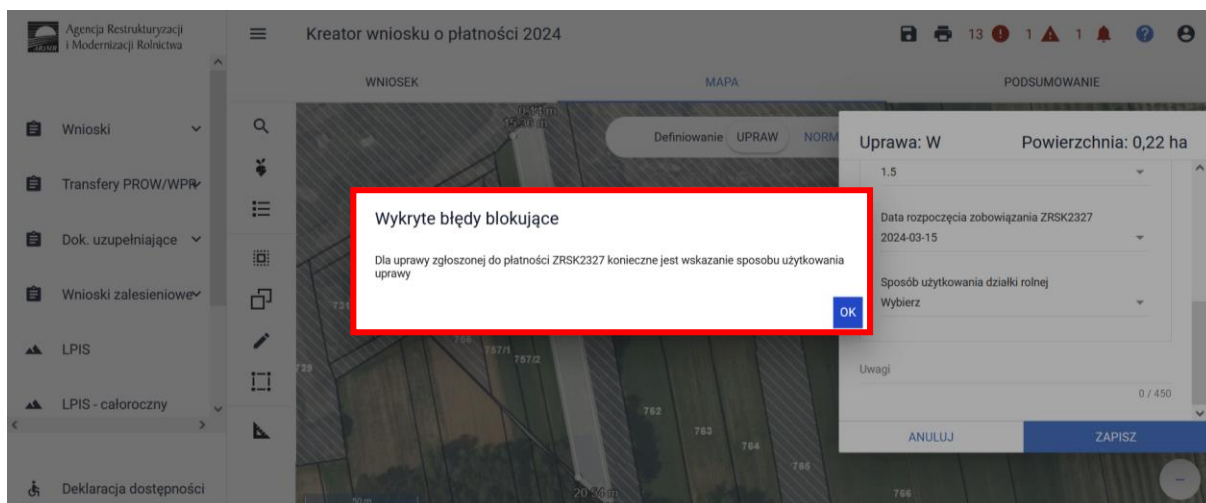 Agencja Restrukturyzacji
i Modernizacji Rolnictwa
ARiMR
Kreator wniosku o płatności 2024
13
1
1
WNIOSEK
MAPA
PODSUMOWANIE
Wnioski
Transfery PROW/WPR
Dok. uzupełniające
Wnioski zalesieniowe
LPIS
LPIS - całoroczny
Deklaracja dostępności
Definiowanie UPRAW NORM
Uprawa: W Powierzchnia: 0,22 ha
1.5
Data rozpoczęcia zobowiązania ZRSK2327
2024-03-15
Sposób użytkowania działki rolnej
Wybierz
Uwagi
0 / 450
ANULUJ
ZAPISZ
Wykryte błędy blokujące
Dla uprawy zgłoszonej do płatności ZRSK2327 konieczne jest wskazanie sposobu użytkowania
uprawy
OK
756
757/1
757/2
762
763
764
765
766
50 m